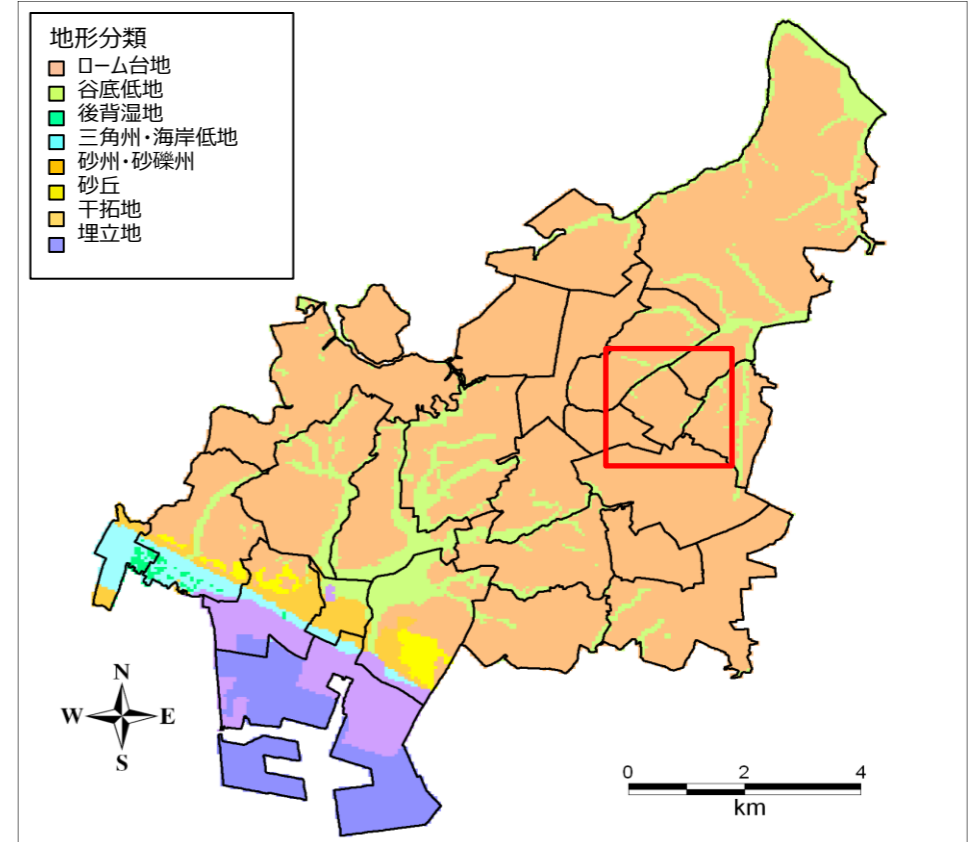 地形分類
ローム台地
谷底低地
後背湿地
三角州・海岸低地
砂州・砂礫州
砂丘
干拓地
埋立地
N
W E
S
0 2 4
km